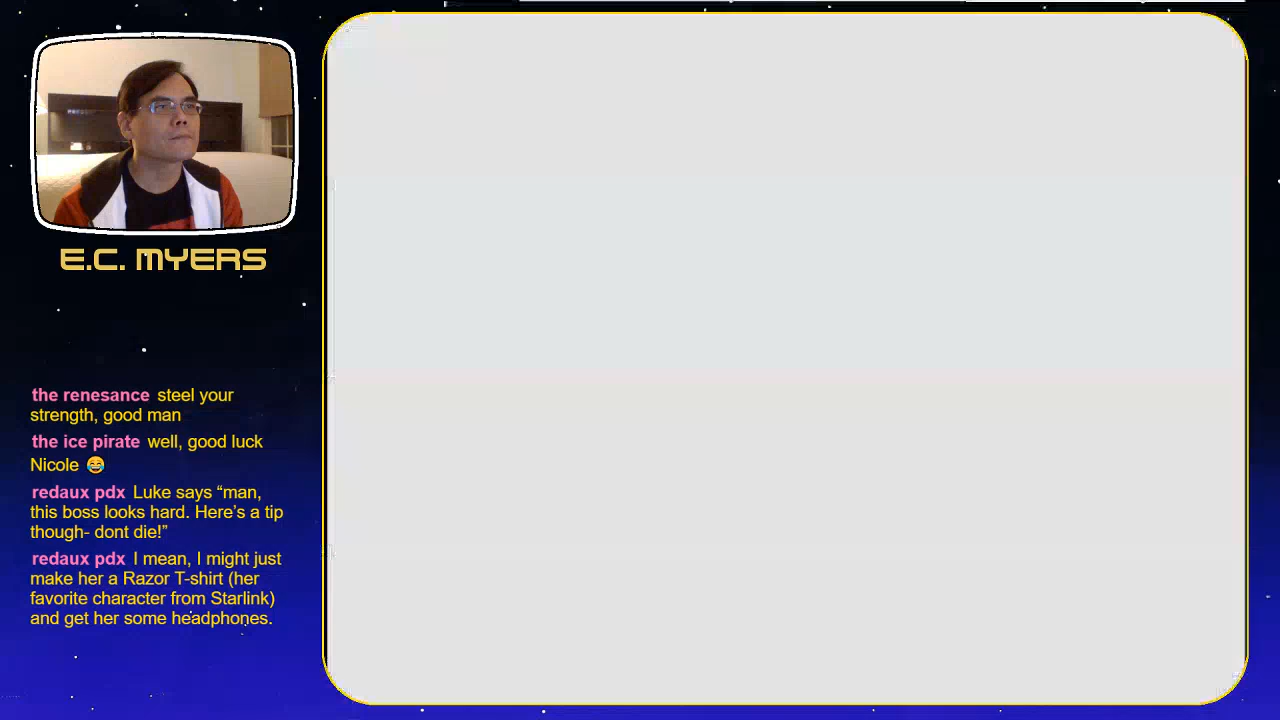 E.C. MYERS
the renesance steel your
strength, good man
the ice pirate well, good luck
Nicole 😂
redaux pdx Luke says “man,
this boss looks hard. Here’s a tip
though- dont die!”
redaux pdx I mean, I might just
make her a Razor T-shirt (her
favorite character from Starlink)
and get her some headphones.